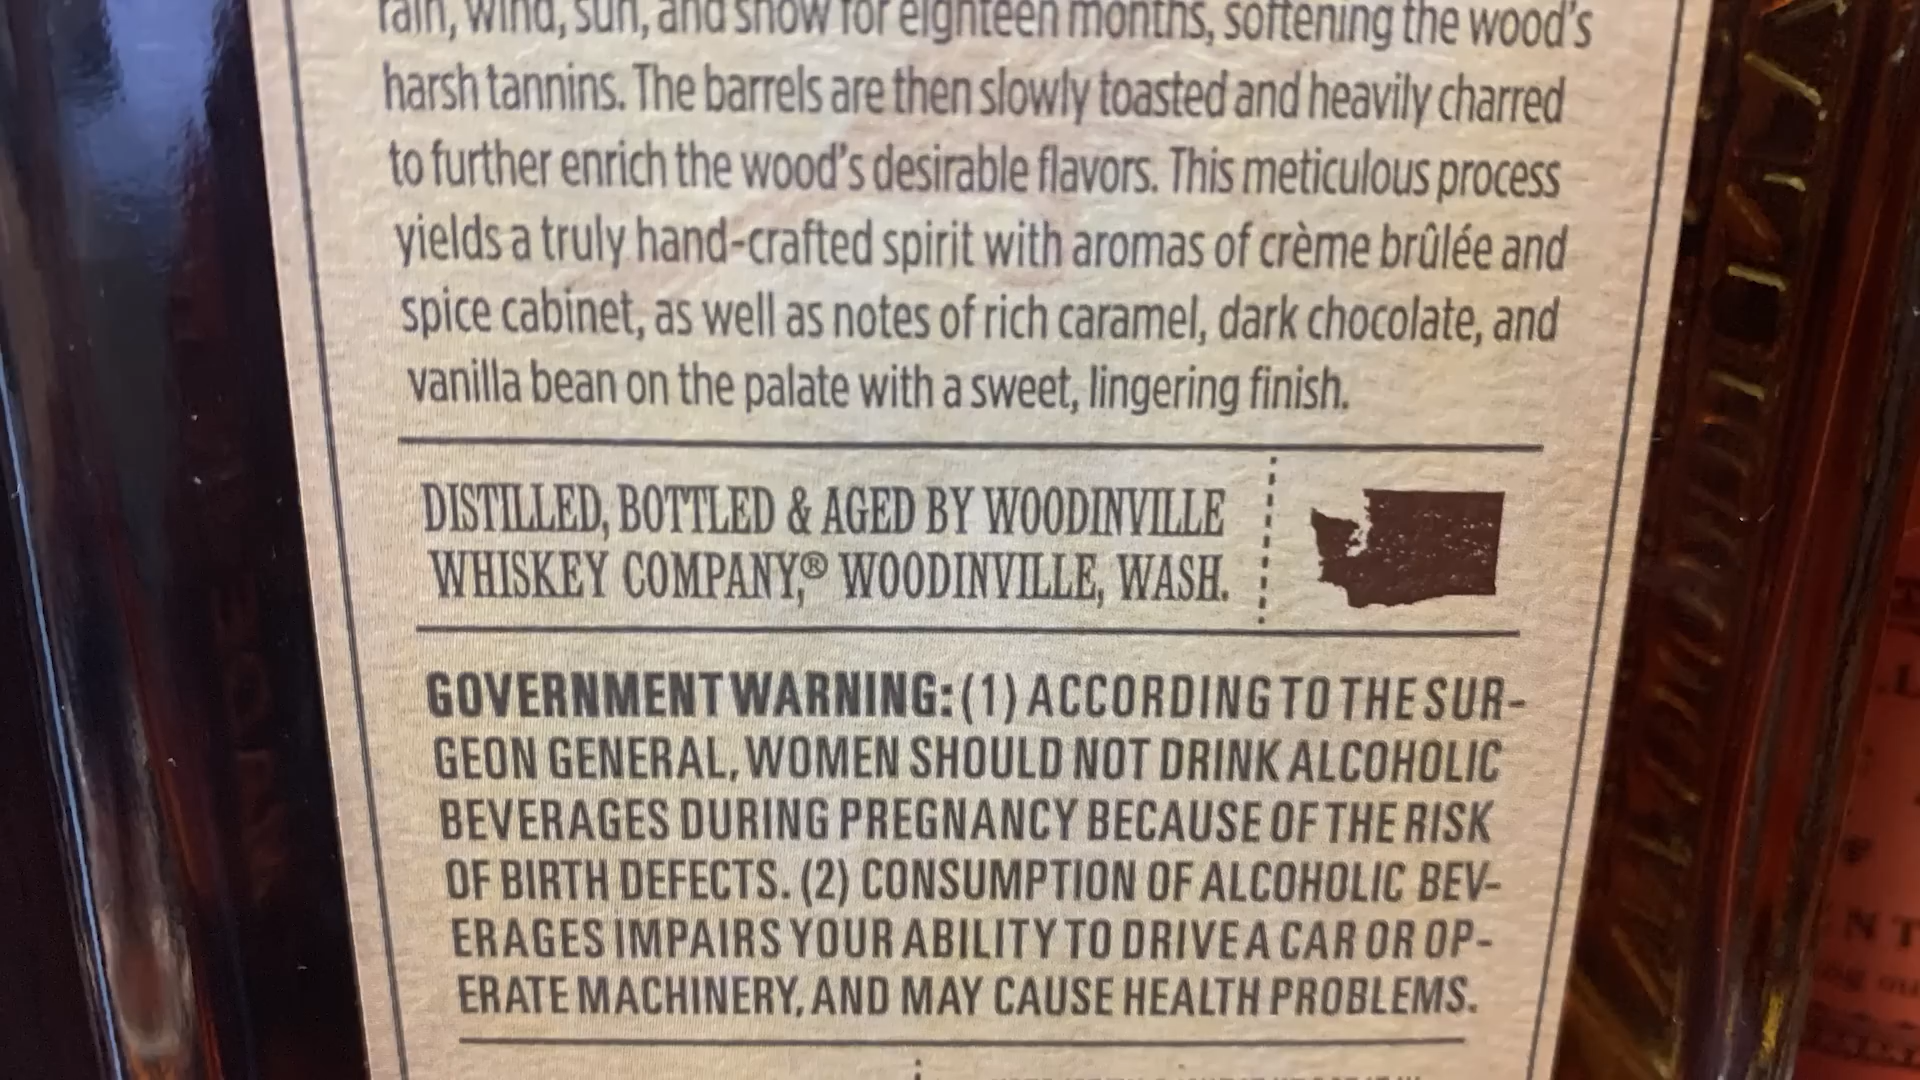 rain, wind, sun, and snow for eighteen months, softening the wood's
harsh tannins. The barrels are then slowly toasted and heavily charred
to further enrich the wood's desirable flavors. This meticulous process
yields a truly hand-crafted spirit with aromas of crème brûlée and
spice cabinet, as well as notes of rich caramel, dark chocolate, and
vanilla bean on the palate with a sweet, lingering finish.
DISTILLED, BOTTLED & AGED BY WOODINVILLE
WHISKEY COMPANY,® WOODINVILLE, WASH.
GOVERNMENT WARNING: (1) ACCORDING TO THE SUR-
GEON GENERAL, WOMEN SHOULD NOT DRINK ALCOHOLIC
BEVERAGES DURING PREGNANCY BECAUSE OF THE RISK
OF BIRTH DEFECTS. (2) CONSUMPTION OF ALCOHOLIC BEV-
ERAGES IMPAIRS YOUR ABILITY TO DRIVE A CAR OR OP-
ERATE MACHINERY, AND MAY CAUSE HEALTH PROBLEMS.